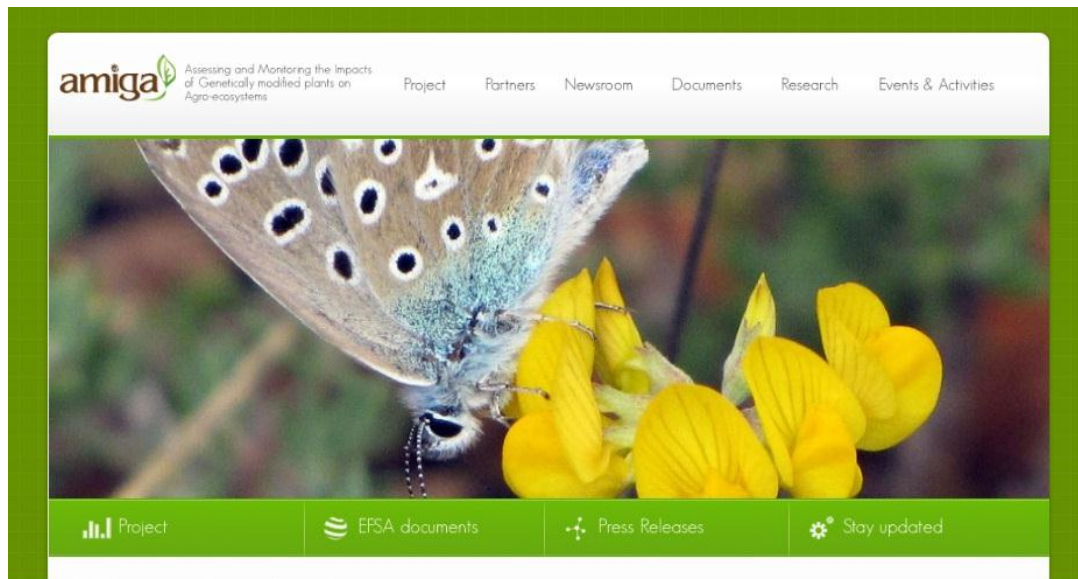 amiga
Assessing and Monitoring the Impacts
of Genetically modified plants on
Agro-ecosystems
Project Partners Newsroom Documents Research Events & Activities
Project EFSA documents Press Releases Stay updated